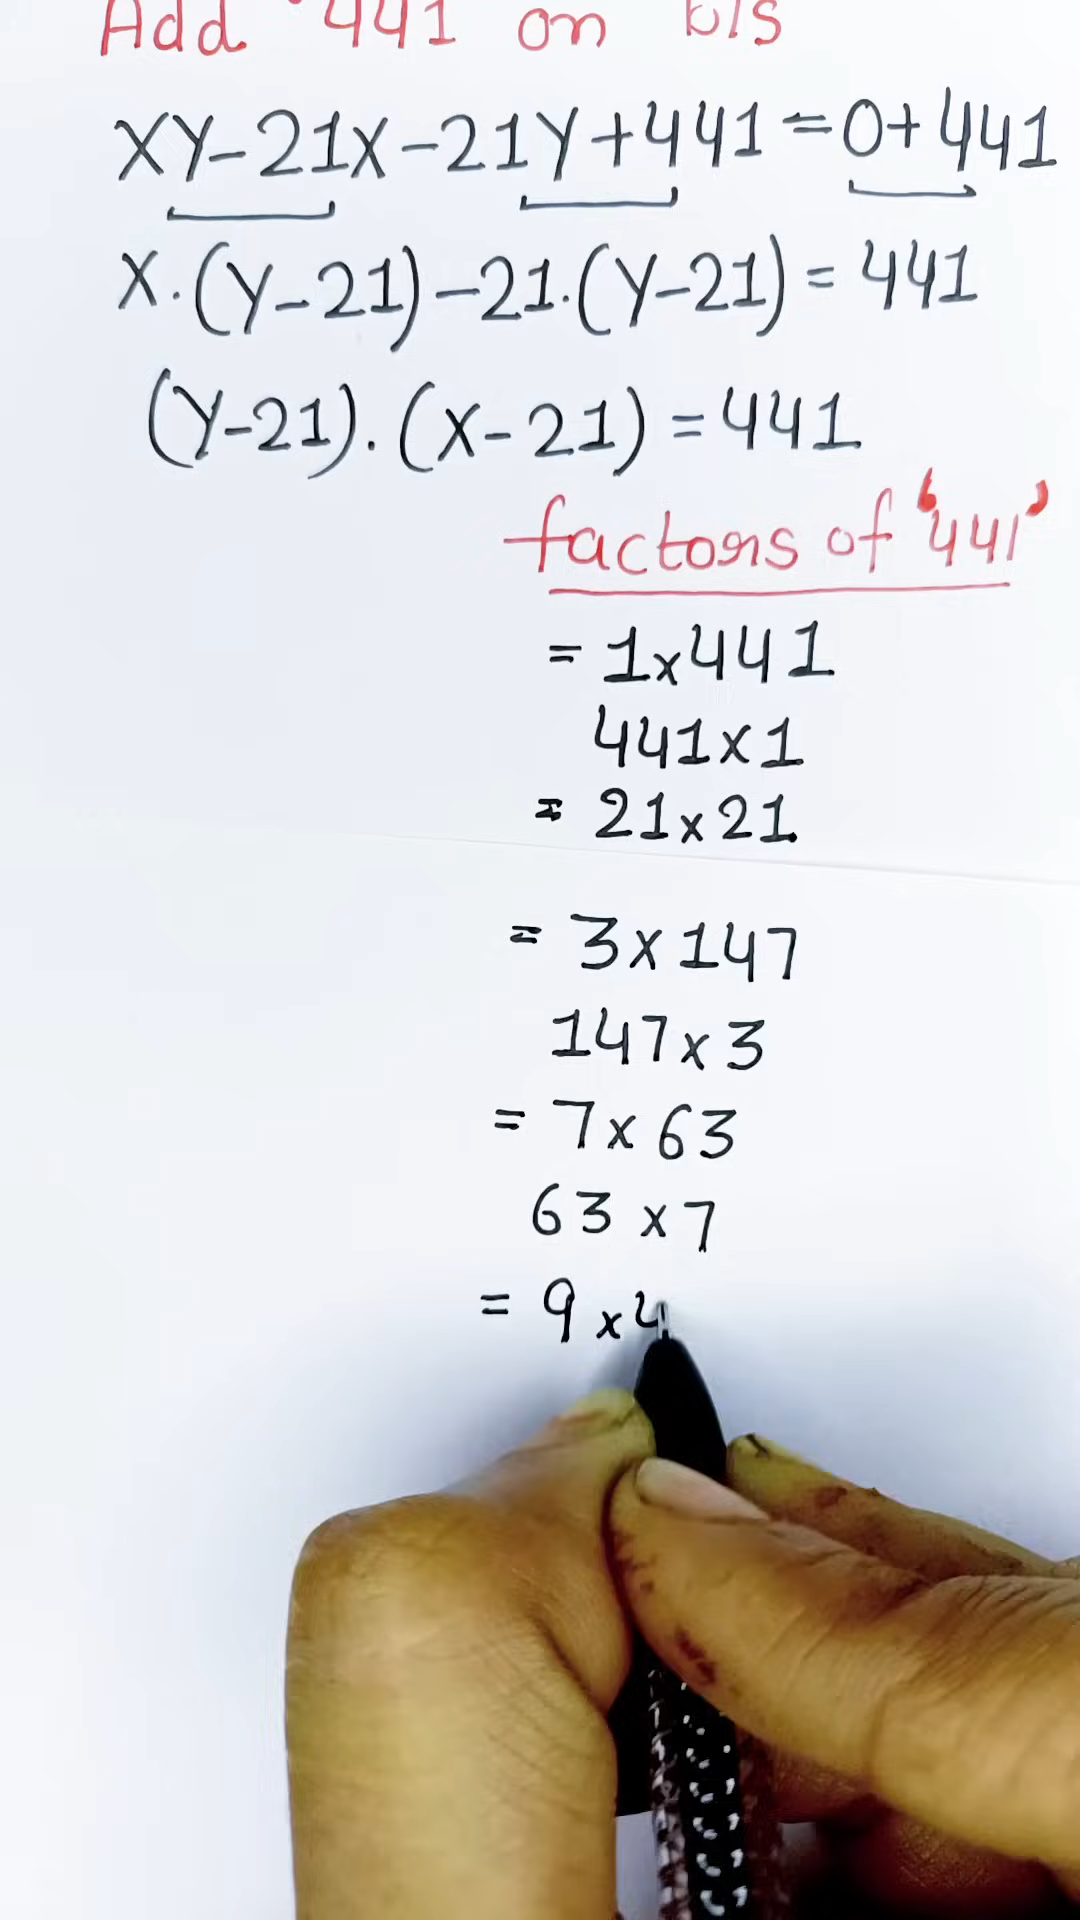 Add '441 on b/s
XY-21X-21Y+441=0+441
X.(Y-21)-21.(Y-21)=441
(Y-21).(X-21)=441
factors of '441'
=1x441
441x1
=21x21
=3x147
147x3
=7x63
63x7
=9x4